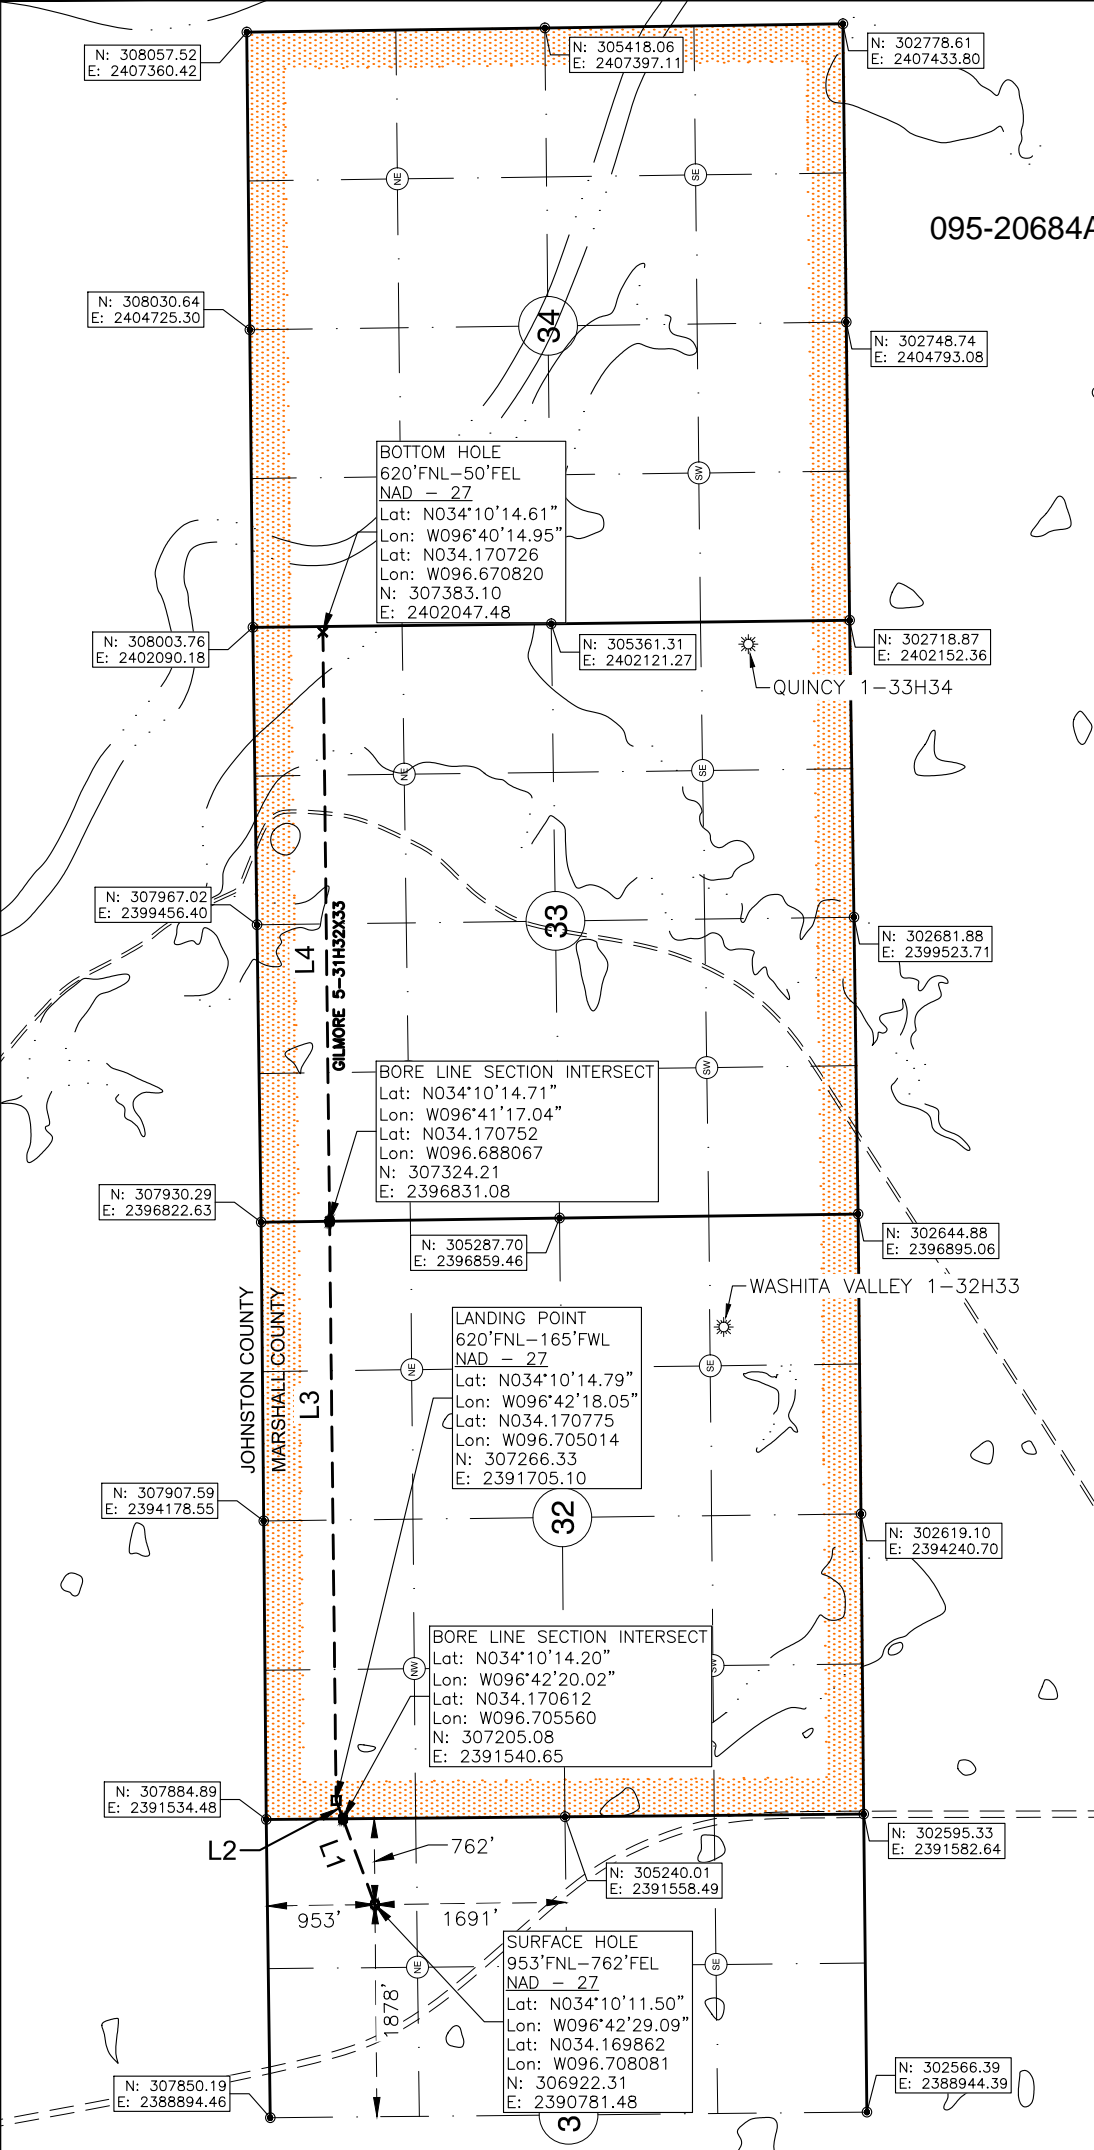 N: 308057.52
E: 2407360.42
N: 305418.06
E: 2407397.11
N: 302778.61
E: 2407433.80
NE
SE
095-20684A
N: 308030.64
E: 2404725.30
34
N: 302748.74
E: 2404793.08
BOTTOM HOLE
620'FNL-50'FEL
NAD - 27
Lat: N034°10'14.61"
Lon: W096°40'14.95"
Lat: N034.170726
Lon: W096.670820
N: 307383.10
E: 2402047.48
SW
N: 308003.76
E: 2402090.18
N: 305361.31
E: 2402121.27
N: 302718.87
E: 2402152.36
QUINCY 1-33H34
NE
SE
N: 307967.02
E: 2399456.40
33
N: 302681.88
E: 2399523.71
L4
GILMORE 5-31H32X33
BORE LINE SECTION INTERSECT
Lat: N034°10'14.71"
Lon: W096°41'17.04"
Lat: N034.170752
Lon: W096.688067
N: 307324.21
E: 2396831.08
SW
N: 307930.29
E: 2396822.63
N: 305287.70
E: 2396859.46
N: 302644.88
E: 2396895.06
WASHITA VALLEY 1-32H33
JOHNSTON COUNTY
MARSHALL COUNTY
L3
LANDING POINT
620'FNL-165'FWL
NAD - 27
Lat: N034°10'14.79"
Lon: W096°42'18.05"
Lat: N034.170775
Lon: W096.705014
N: 307266.33
E: 2391705.10
NE
SE
N: 307907.59
E: 2394178.55
32
N: 302619.10
E: 2394240.70
BORE LINE SECTION INTERSECT
Lat: N034°10'14.20"
Lon: W096°42'20.02"
Lat: N034.170612
Lon: W096.705560
N: 307205.08
E: 2391540.65
NW
SW
N: 307884.89
E: 2391534.48
L2
L1
762'
N: 305240.01
E: 2391558.49
N: 302595.33
E: 2391582.64
953'
1691'
1878'
SURFACE HOLE
953'FNL-762'FEL
NAD - 27
Lat: N034°10'11.50"
Lon: W096°42'29.09"
Lat: N034.169862
Lon: W096.708081
N: 306922.31
E: 2390781.48
NE
SE
N: 307850.19
E: 2388894.46
N: 302566.39
E: 2388944.39
3